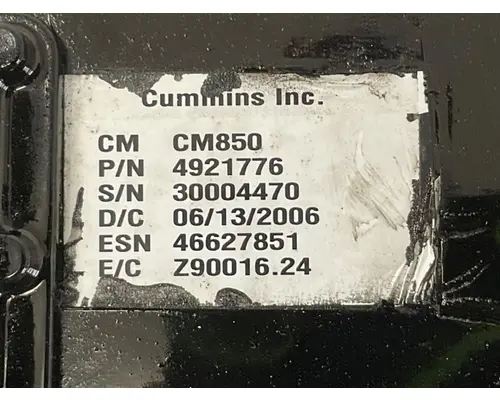 Cummins Inc.
CM CM850
P/N 4921776
S/N 30004470
D/C 06/13/2006
ESN 46627851
E/C Z90016.24